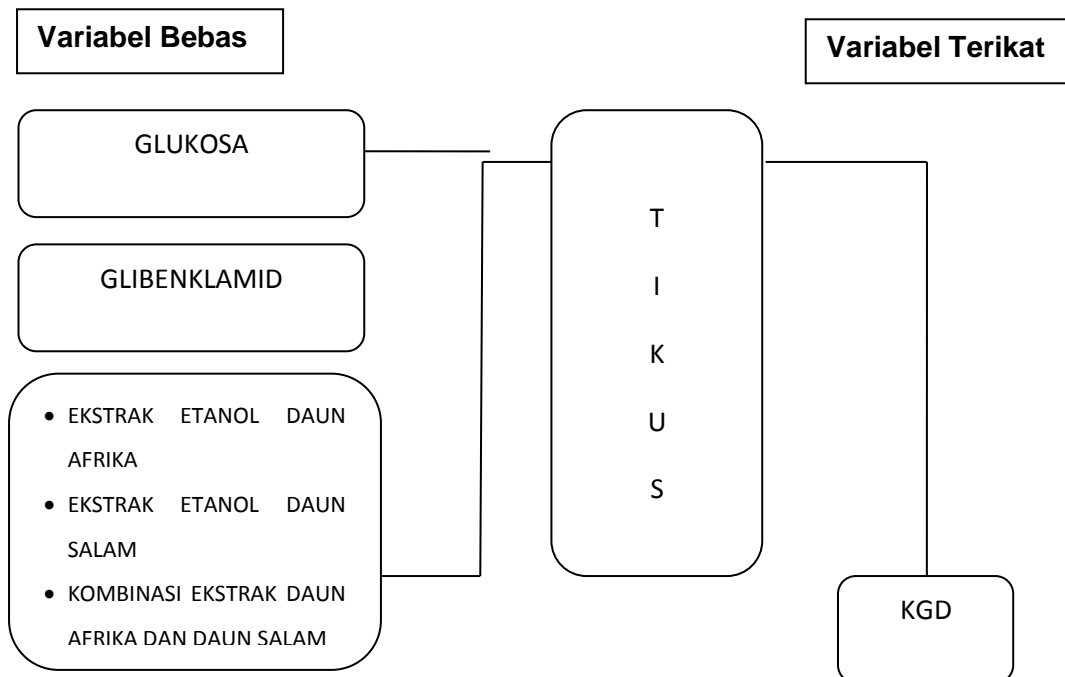 Variabel Bebas
Variabel Terikat
GLUKOSA
GLIBENKLAMID
• EKSTRAK ETANOL DAUN
AFRIKA
• EKSTRAK ETANOL DAUN
SALAM
• KOMBINASI EKSTRAK DAUN
AFRIKA DAN DAUN SALAM
T
I
K
U
S
KGD